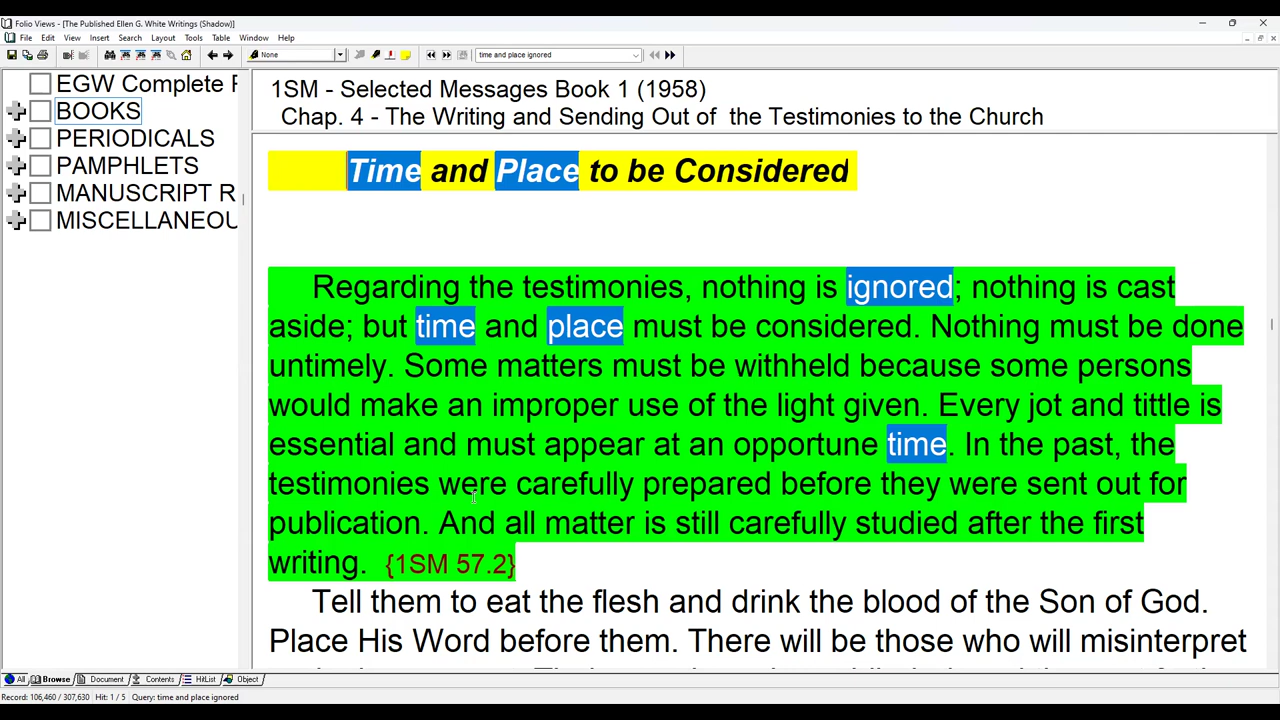 Folio Views - [The Published Ellen G. White Writings (Shadow)]
File Edit View Insert Search Layout Tools Table Window Help
None
time and place ignored
EGW Complete
BOOKS
PERIODICALS
PAMPHLETS
MANUSCRIPT R
MISCELLANEOU
1SM - Selected Messages Book 1 (1958)
Chap. 4 - The Writing and Sending Out of the Testimonies to the Church
Time and Place to be Considered
Regarding the testimonies, nothing is ignored; nothing is cast
aside; but time and place must be considered. Nothing must be done
untimely. Some matters must be withheld because some persons
would make an improper use of the light given. Every jot and tittle is
essential and must appear at an opportune time. In the past, the
testimonies were carefully prepared before they were sent out for
publication. And all matter is still carefully studied after the first
writing. {1SM 57.2}
Tell them to eat the flesh and drink the blood of the Son of God.
Place His Word before them. There will be those who will misinterpret
All Browse Document Contents HitList Object
Record: 106,460 / 307,630 Hit: 1 / 5 Query: time and place ignored